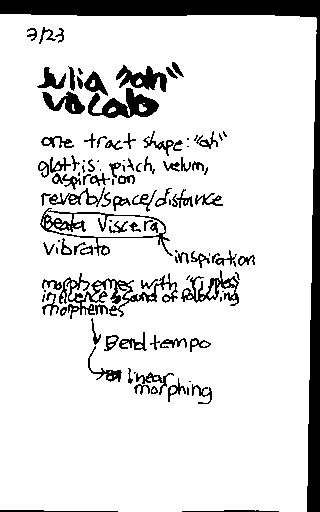 7/23
Julia "ah"
vocab
one tract shape: "ah"
glottis: pitch, velum,
aspiration
reverb/space/distance
Beata Viscera
inspiration
vibrato
morphemes with "ripples"
influence sound of following
morphemes
Bend tempo
linear
morphing